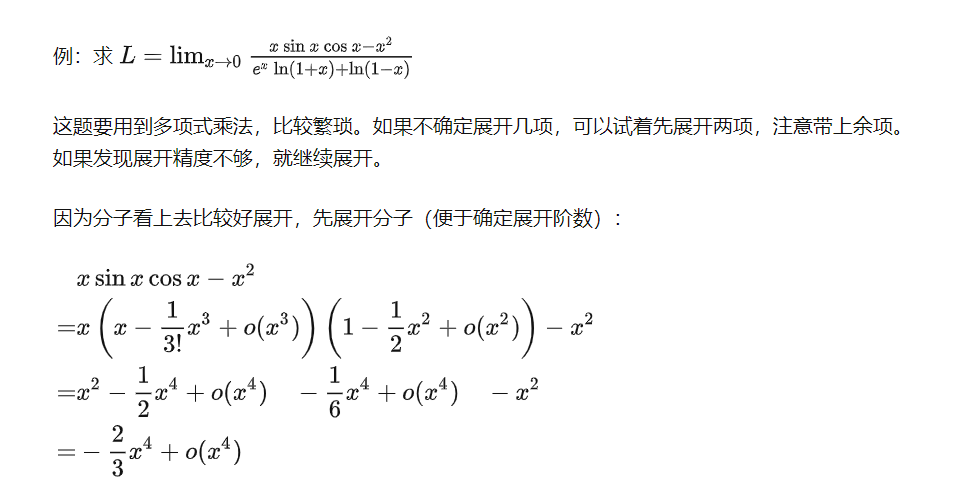 例：求 $L = \lim_{x \to 0} \frac{x \sin x \cos x - x^2}{e^x \ln(1+x) + \ln(1-x)}$
这题要用到多项式乘法，比较繁琐。如果不确定展开几项，可以试着先展开两项，注意带上余项。
如果发现展开精度不够，就继续展开。
因为分子看上去比较好展开，先展开分子（便于确定展开阶数）：
$x \sin x \cos x - x^2$
$= x \left( x - \frac{1}{3!} x^3 + o(x^3) \right) \left( 1 - \frac{1}{2} x^2 + o(x^2) \right) - x^2$
$= x^2 - \frac{1}{2} x^4 + o(x^4) \quad - \frac{1}{6} x^4 + o(x^4) \quad - x^2$
$= - \frac{2}{3} x^4 + o(x^4)$